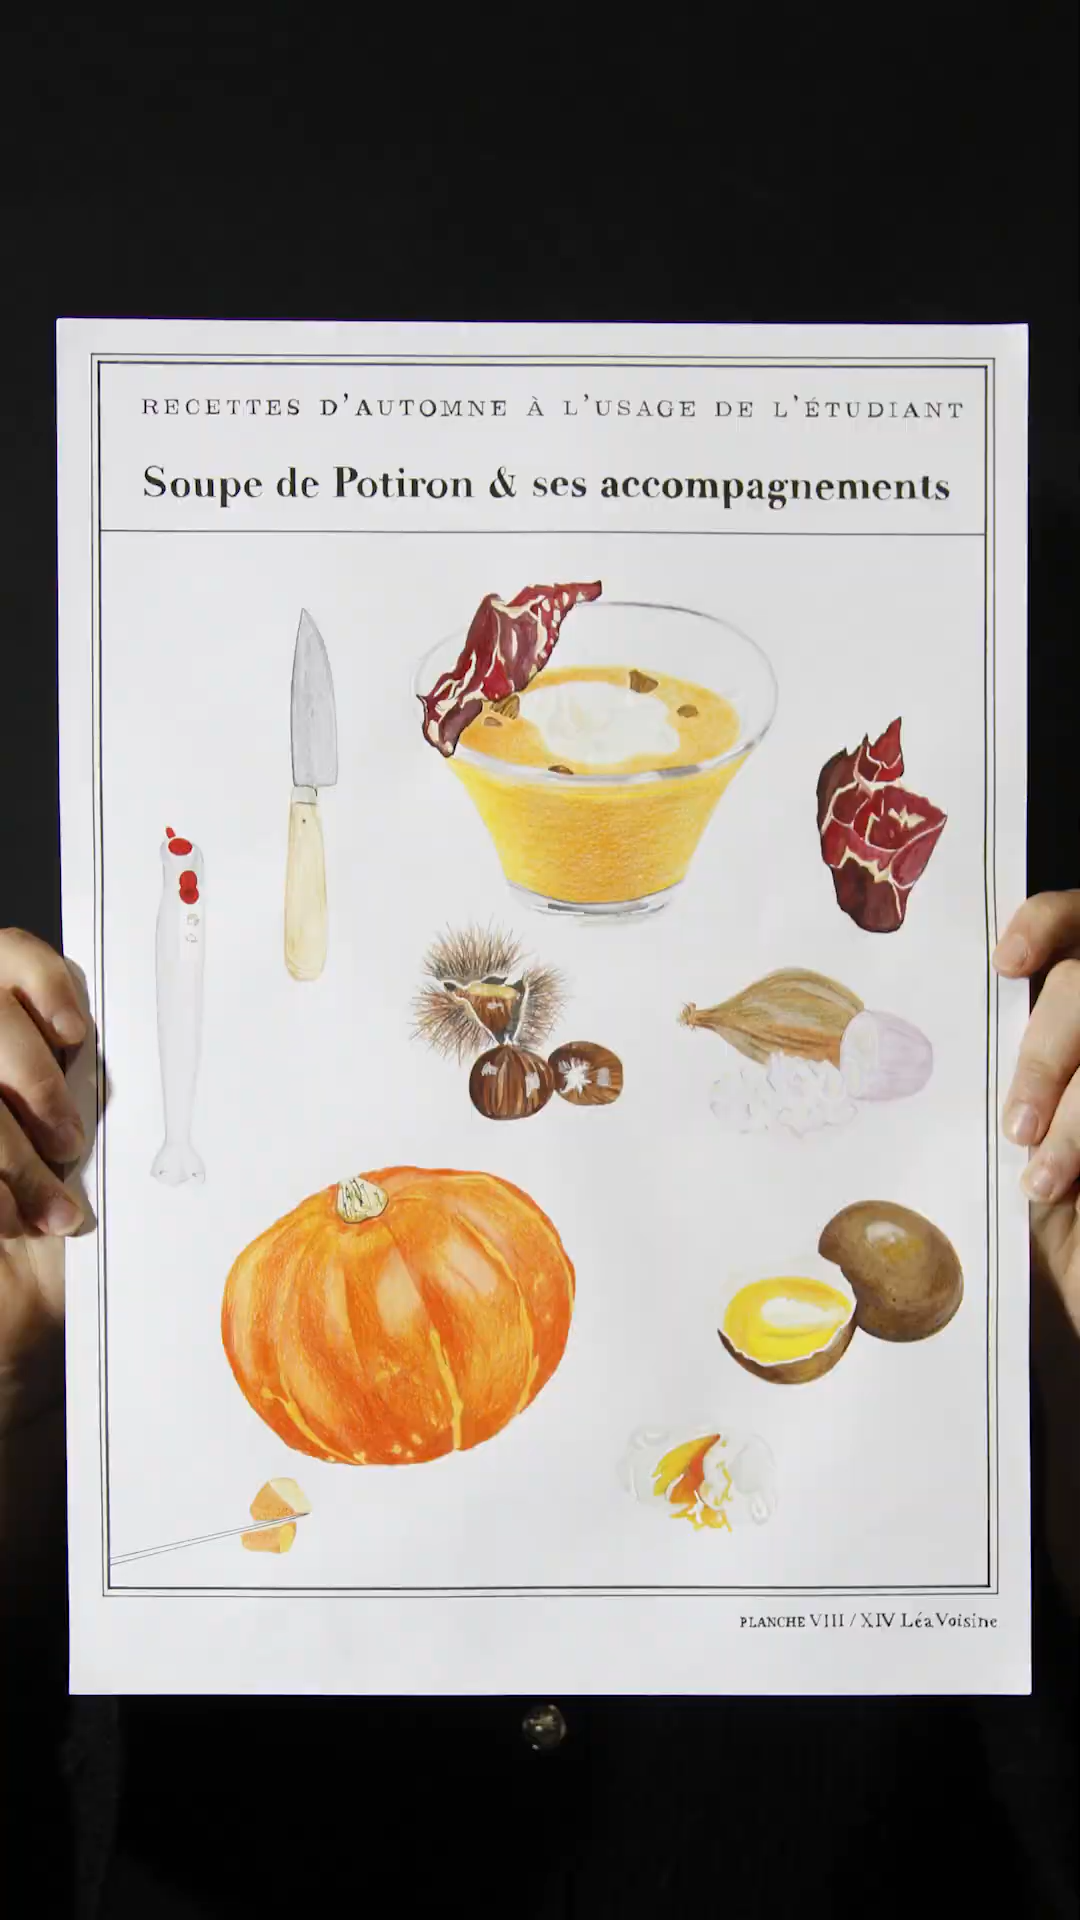 RECETTES D'AUTOMNE À L'USAGE DE L'ÉTUDIANT
Soupe de Potiron & ses accompagnements
PLANCHE VIII / XIV Léa Voisine